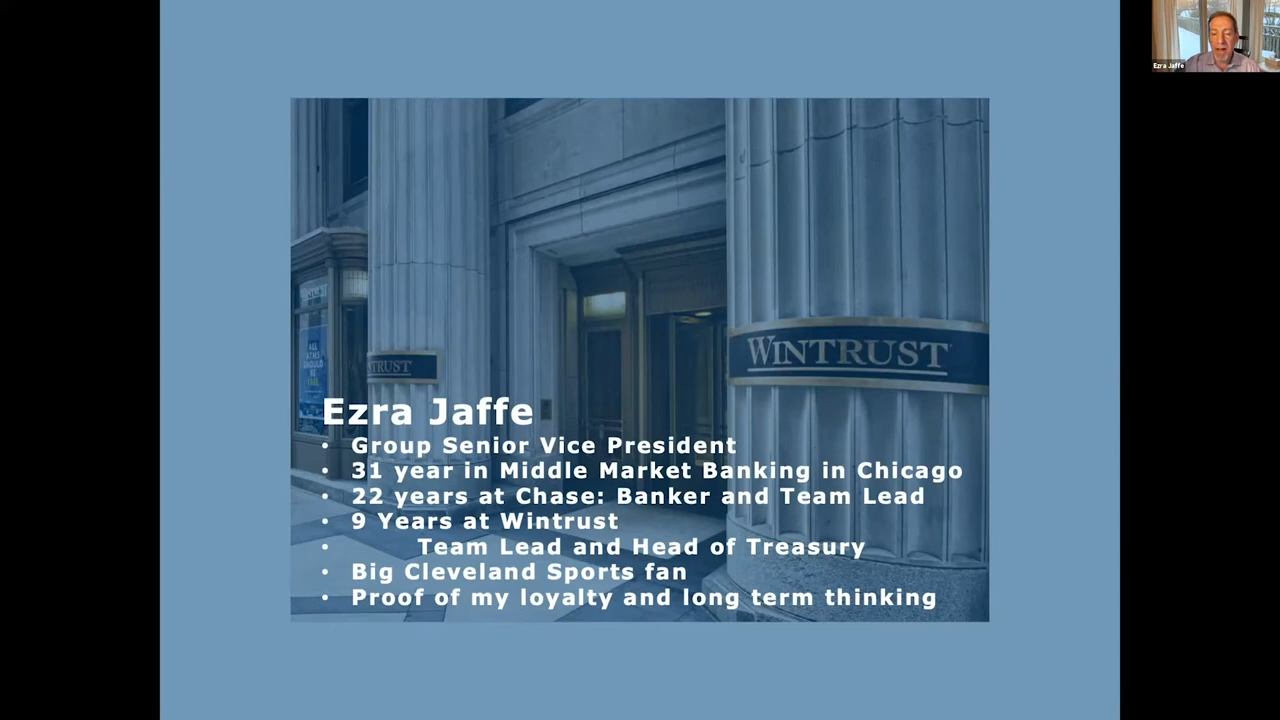 Ezra Jaffe
WINTRUST
TRUST
Ezra Jaffe
• Group Senior Vice President
• 31 year in Middle Market Banking in Chicago
• 22 years at Chase: Banker and Team Lead
• 9 Years at Wintrust
• Team Lead and Head of Treasury
• Big Cleveland Sports fan
• Proof of my loyalty and long term thinking